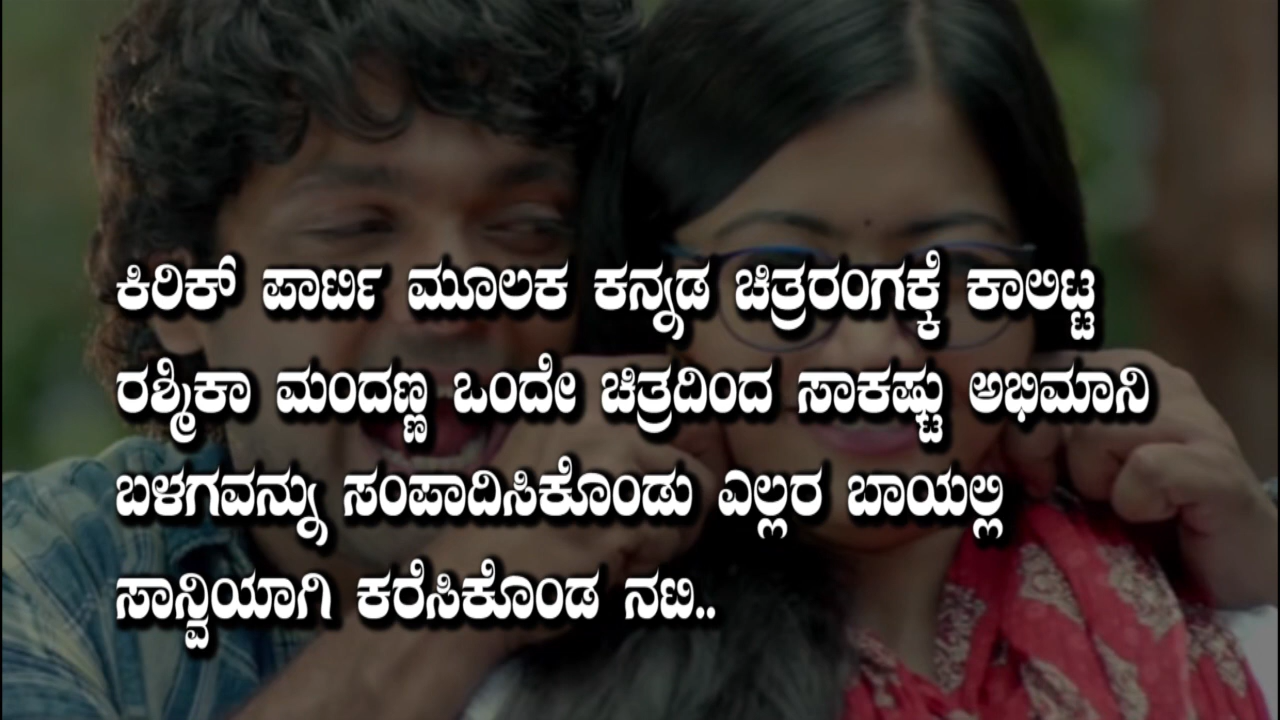 ಕಿರಿಕ್ ಪಾರ್ಟಿ ಮೂಲಕ ಕನ್ನಡ ಚಿತ್ರರಂಗಕ್ಕೆ ಕಾಲಿಟ್ಟ
ರಶ್ಮಿಕಾ ಮಂದಣ್ಣ ಒಂದೇ ಚಿತ್ರದಿಂದ ಸಾಕಷ್ಟು ಅಭಿಮಾನಿ
ಬಳಗವನ್ನು ಸಂಪಾದಿಸಿಕೊಂಡು ಎಲ್ಲರ ಬಾಯಲ್ಲಿ
ಸಾನ್ವಿಯಾಗಿ ಕರೆಸಿಕೊಂಡ ನಟಿ..